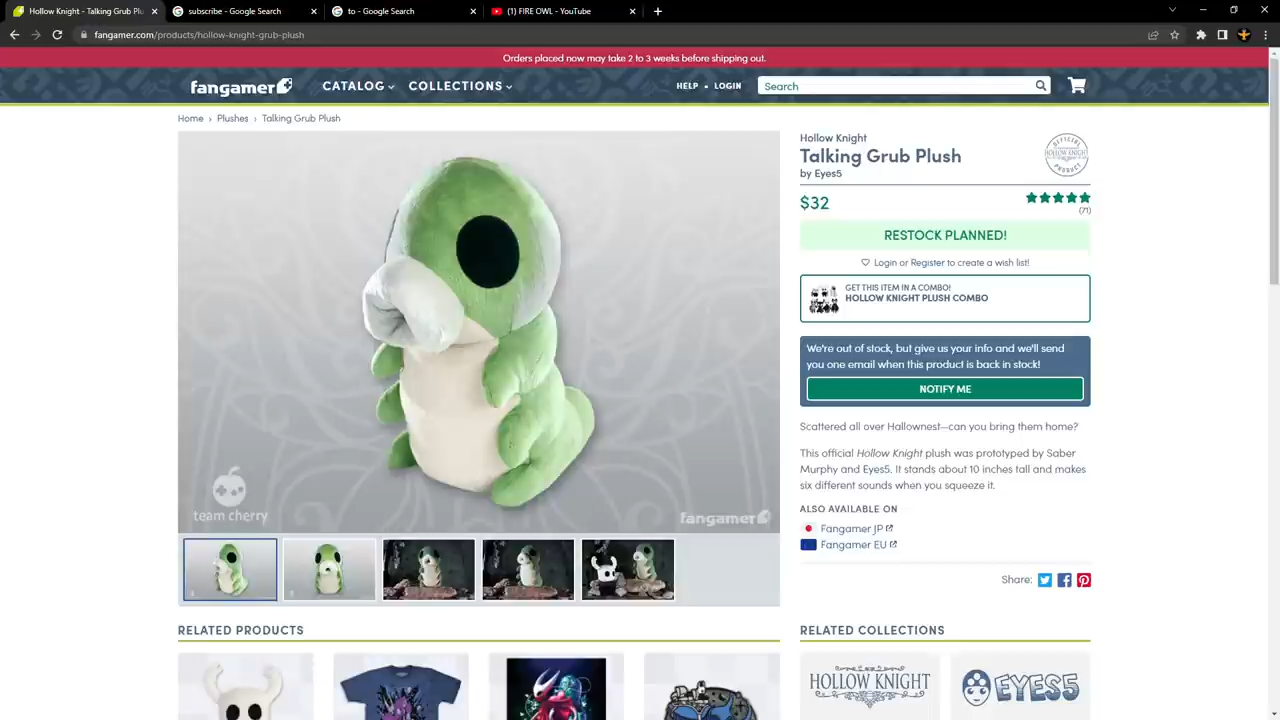 Hollow Knight - Talking Grub Plu
subscribe - Google Search
to - Google Search
(1) FIRE OWL - YouTube
fangamer.com/products/hollow-knight-grub-plush
Orders placed now may take 2 to 3 weeks before shipping out.
fangamer
CATALOG
COLLECTIONS
HELP - LOGIN
Search
Home › Plushes › Talking Grub Plush
Hollow Knight
Talking Grub Plush
by Eyes5
OFFICIAL
HOLLOW KNIGHT
PRODUCT
$32
(71)
RESTOCK PLANNED!
Login or Register to create a wish list!
GET THIS ITEM IN A COMBO!
HOLLOW KNIGHT PLUSH COMBO
We're out of stock, but give us your info and we'll send
you one email when this product is back in stock!
NOTIFY ME
Scattered all over Hallownest—can you bring them home?
This official Hollow Knight plush was prototyped by Saber
Murphy and Eyes5. It stands about 10 inches tall and makes
six different sounds when you squeeze it.
ALSO AVAILABLE ON
Fangamer JP
Fangamer EU
Share:
team cherry
fangamer
RELATED PRODUCTS
RELATED COLLECTIONS
HOLLOW KNIGHT
EYES5